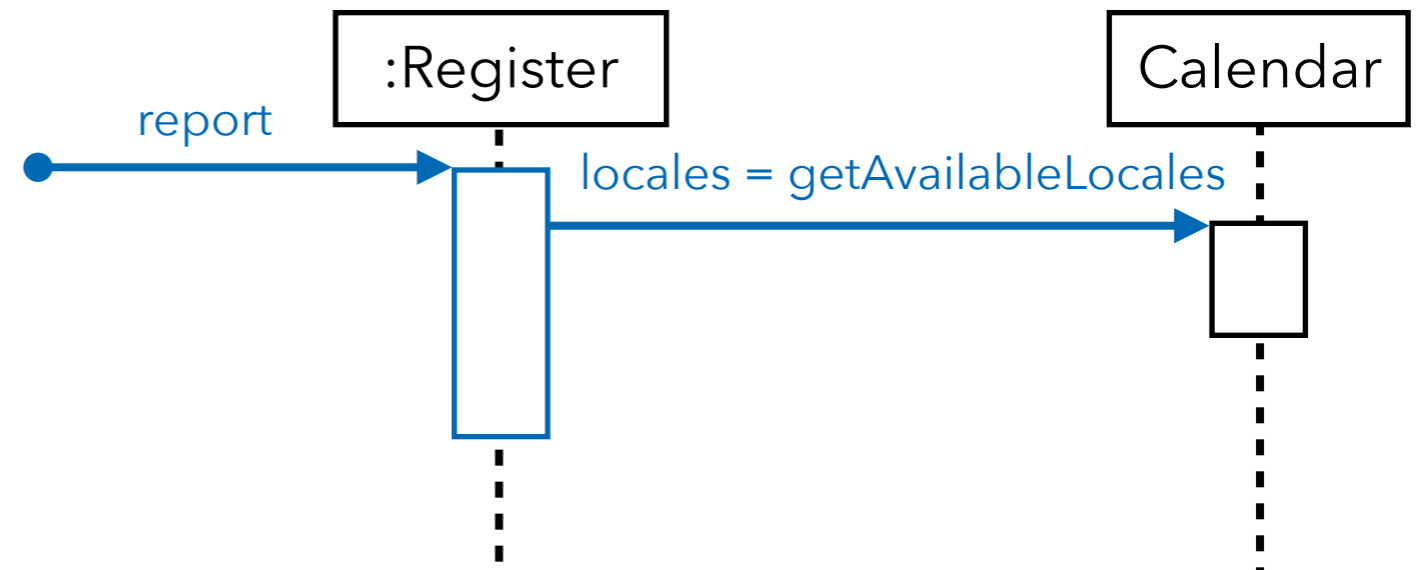 :Register
Calendar
report
locales = getAvailableLocales